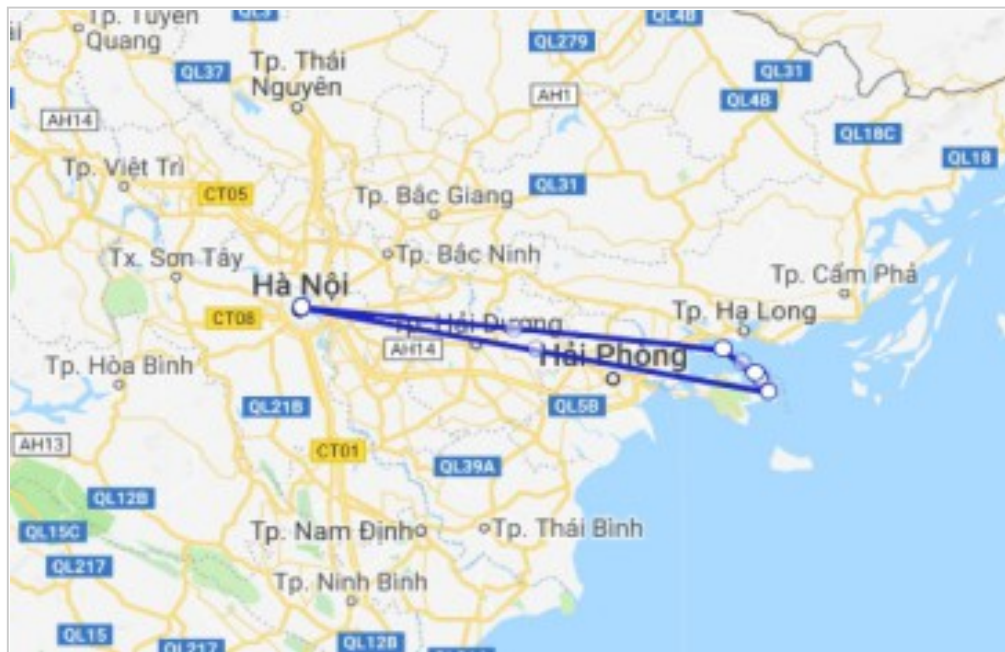 Tp. Tuyên
Quang
QL37
Tp. Thái
Nguyên
QL4B
QL279
AH1
QL31
QL4B
QL18C
QL18
AH14
Tp. Việt Trì
CT05
Tp. Bắc Giang
QL31
Tp. Bắc Ninh
Tx. Sơn Tây
Hà Nội
CT08
Tp. Cẩm Phả
Tp. Hạ Long
Tp. Hải Dương
AH14
Hải Phòng
Tp. Hòa Bình
QL21B
QL5B
AH13
CT01
QL39A
QL12B
QL15C
Tp. Nam Định
Tp. Thái Bình
QL217
Tp. Ninh Bình
QL15
QL217
QL12B